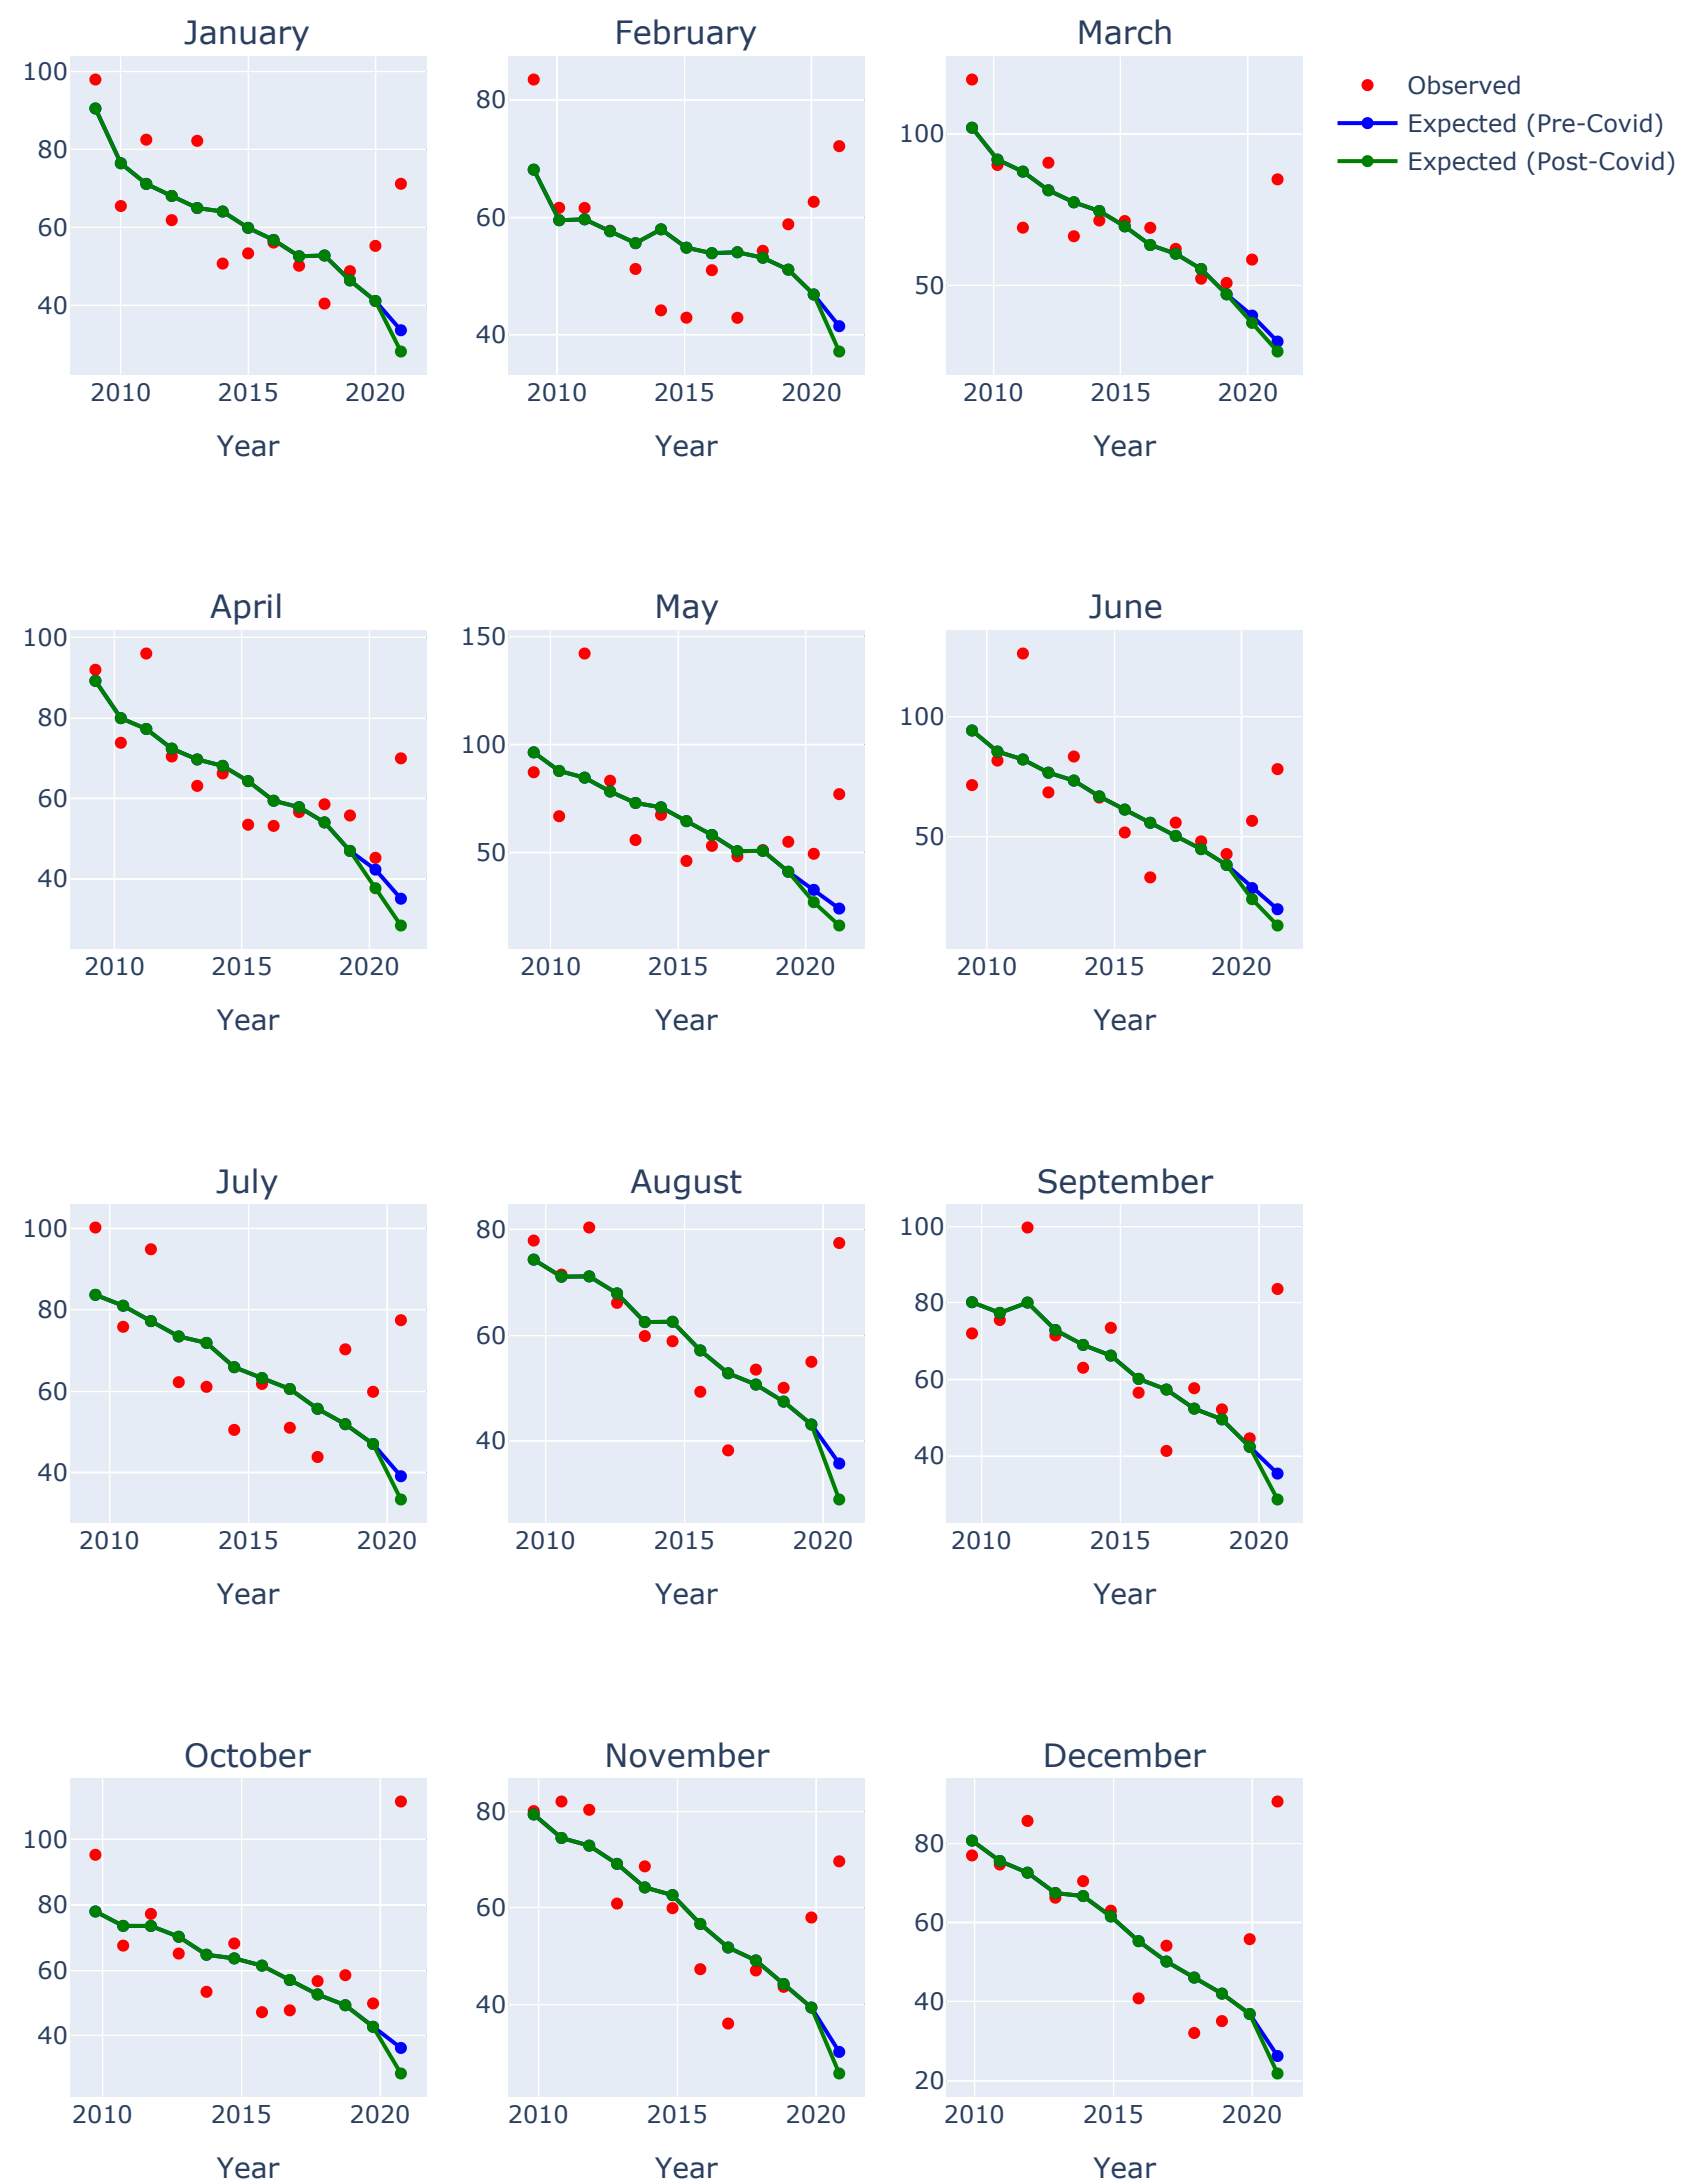 January
February
March
Observed
Expected (Pre-Covid)
Expected (Post-Covid)
100
80
60
40
2010
2015
2020
Year
80
60
40
2010
2015
2020
Year
100
50
2010
2015
2020
Year
April
May
June
100
80
60
40
2010
2015
2020
Year
150
100
50
2010
2015
2020
Year
100
50
2010
2015
2020
Year
July
August
September
100
80
60
40
2010
2015
2020
Year
80
60
40
2010
2015
2020
Year
100
80
60
40
2010
2015
2020
Year
October
November
December
100
80
60
40
2010
2015
2020
Year
80
60
40
2010
2015
2020
Year
80
60
40
20
2010
2015
2020
Year